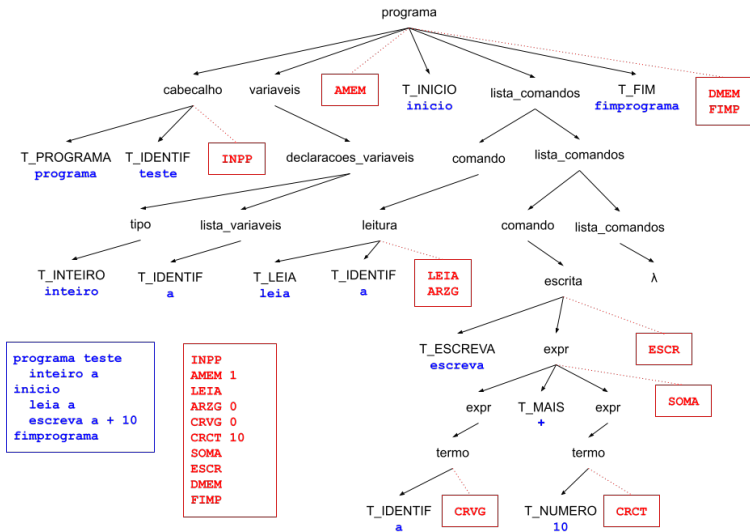 programa
cabecalho variaveis AMEM T_INICIO lista_comandos T_FIM DMEM
inicio fimprograma FIMP
T_PROGRAMA T_IDENTIF INPP declaracoes_variaveis comando lista_comandos
programa teste
tipo lista_variaveis leitura comando lista_comandos
T_INTEIRO T_IDENTIF T_LEIA T_IDENTIF LEIA escrita λ
inteiro a leia a ARZG
T_ESCREVA expr ESCR
escreva
expr T_MAIS expr SOMA
+
termo termo
T_IDENTIF CRVG T_NUMERO CRCT
a 10
programa teste
inteiro a
inicio
leia a
escreva a + 10
fimprograma
INPP
AMEM 1
LEIA
ARZG 0
CRVG 0
CRCT 10
SOMA
ESCR
DMEM
FIMP